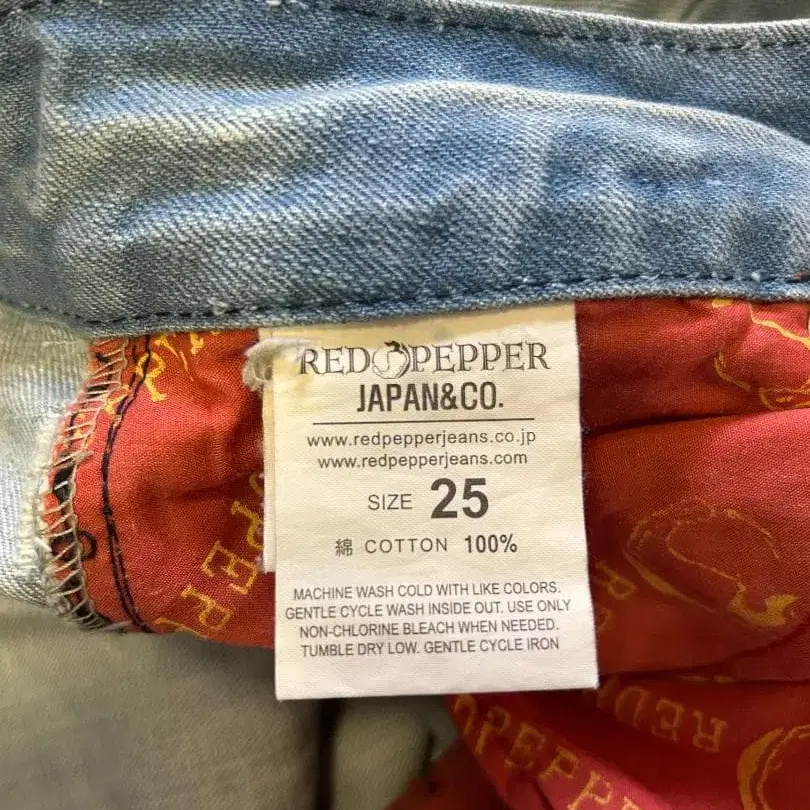 RED PEPPER
JAPAN&CO.
www.redpepperjeans.co.jp
www.redpepperjeans.com
SIZE 25
綿 COTTON 100%
MACHINE WASH COLD WITH LIKE COLORS.
GENTLE CYCLE WASH INSIDE OUT. USE ONLY
NON-CHLORINE BLEACH WHEN NEEDED.
TUMBLE DRY LOW. GENTLE CYCLE IRON